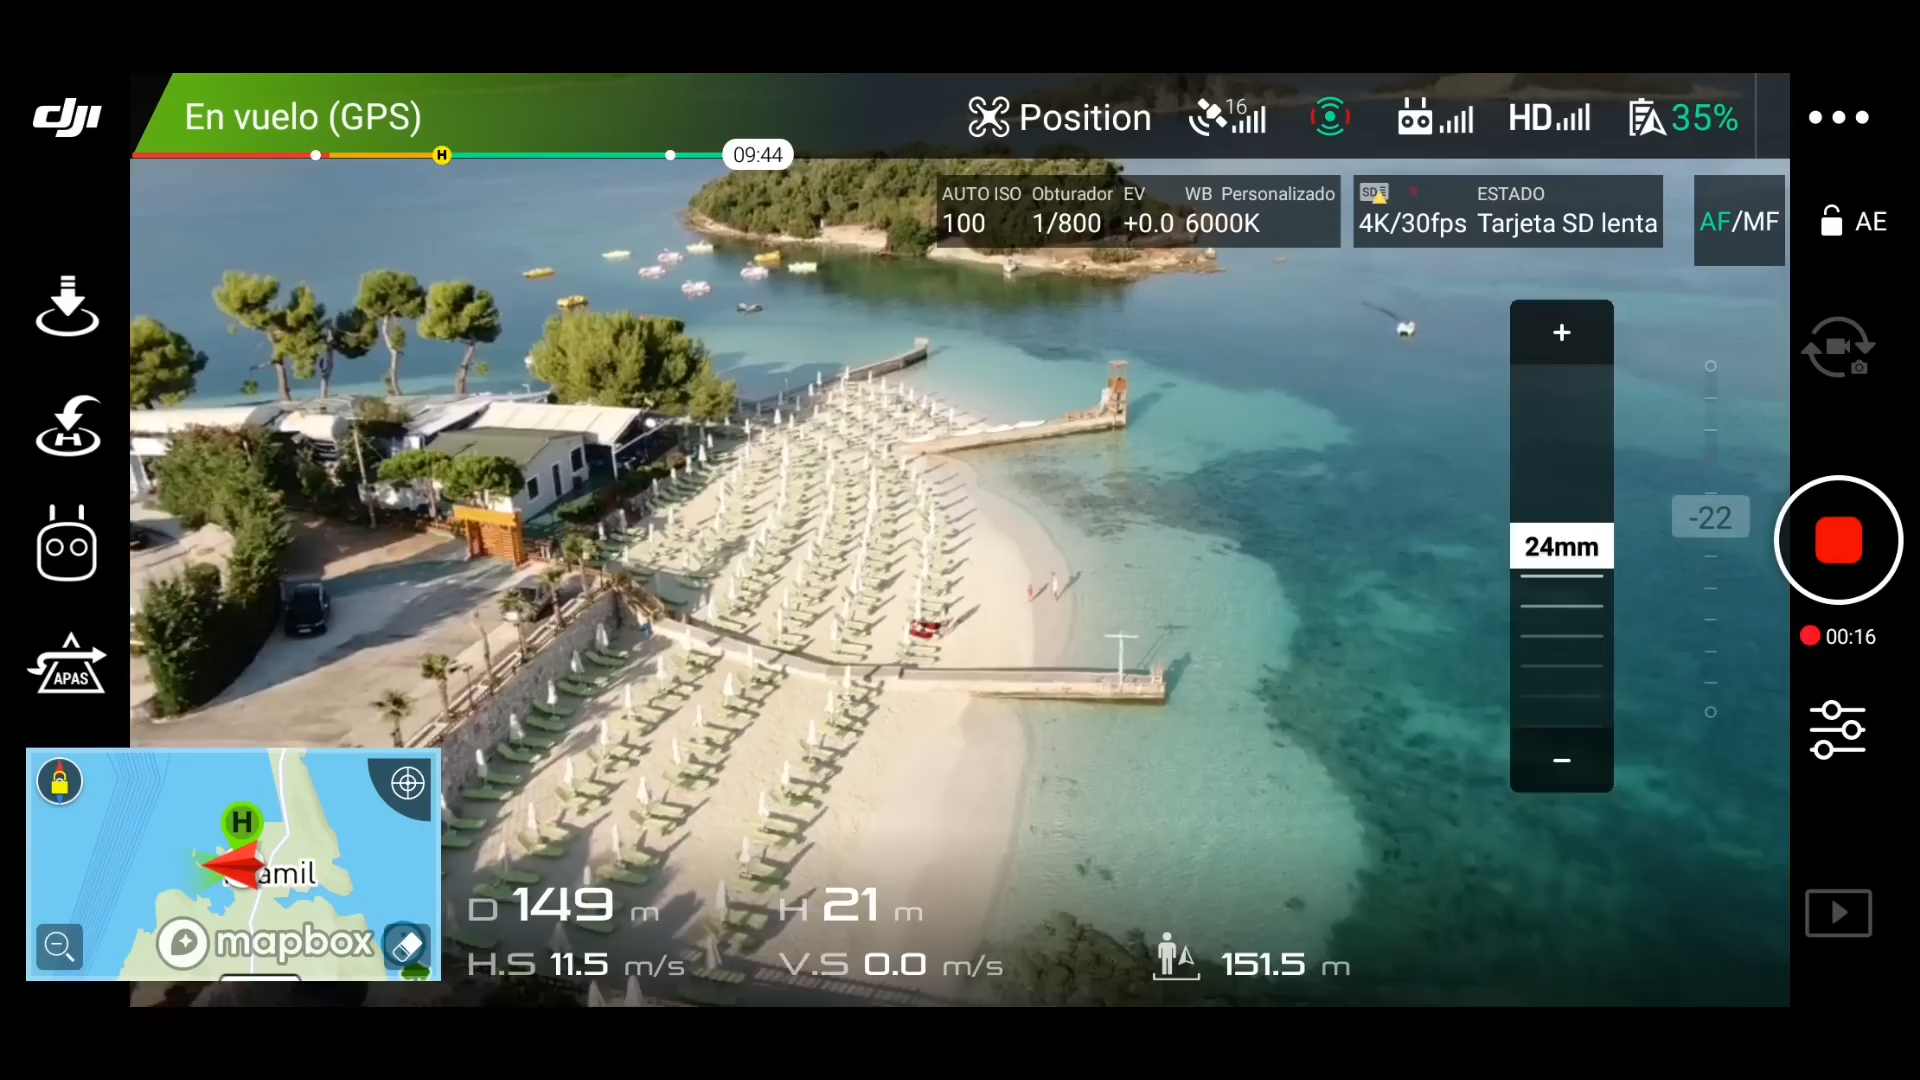 dji
En vuelo (GPS)
Position
16
HD
35%
H
09:44
AUTO ISO Obturador EV WB Personalizado
100 1/800 +0.0 6000K
SD ESTADO
4K/30fps Tarjeta SD lenta
AF/MF
AE
+
24mm
−
-22
00:16
H
APAS
H
amil
mapbox
D 149 m
H 21 m
H.S 11.5 m/s
V.S 0.0 m/s
151.5 m